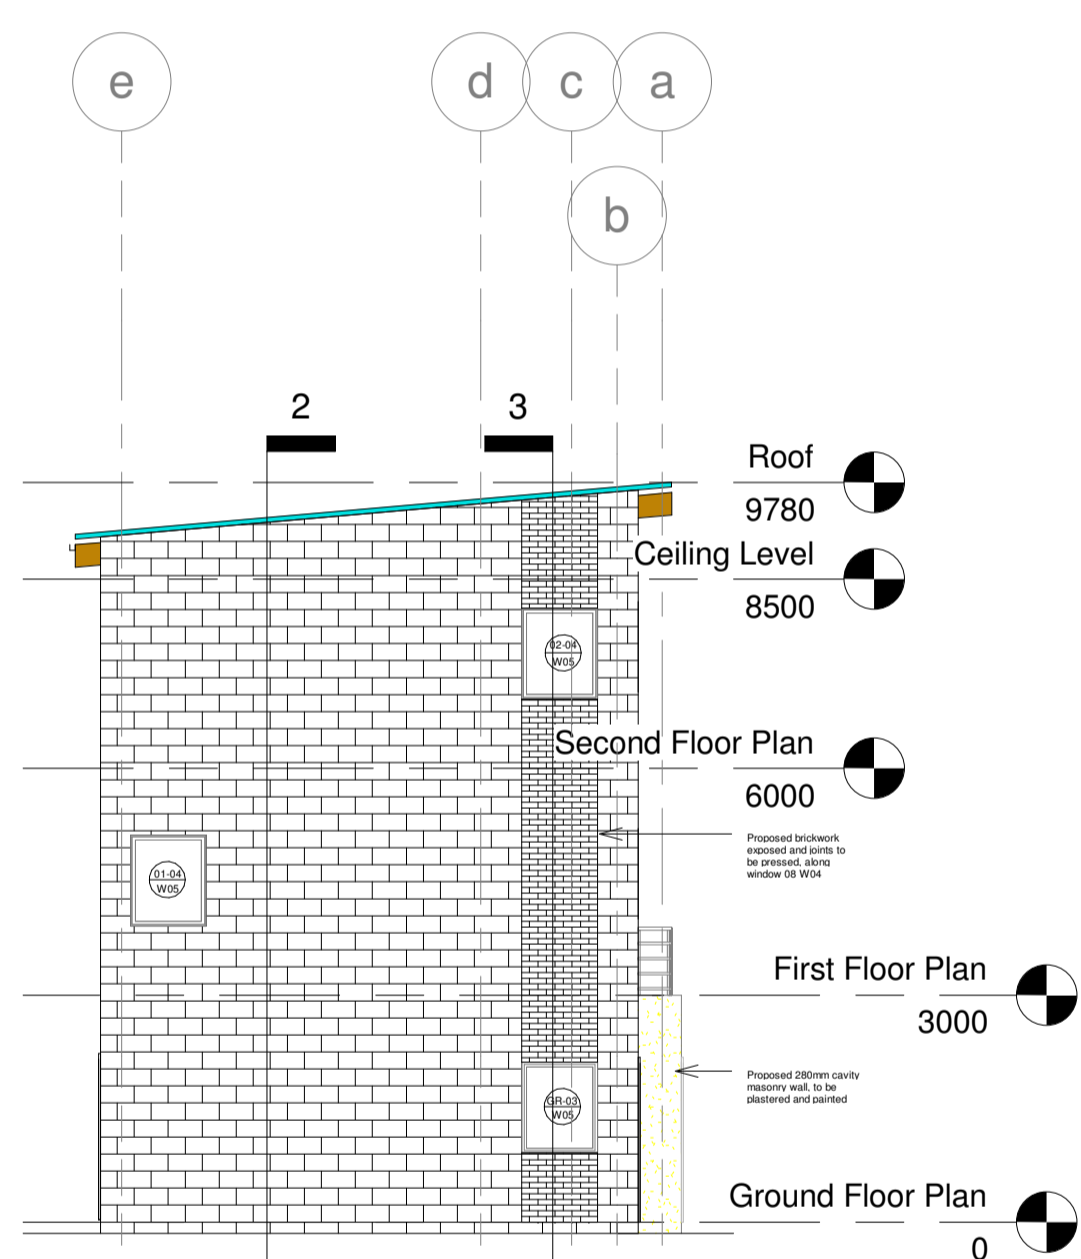 e
d
c
a
b
2
3
Roof
9780
Ceiling Level
8500
02-04
W05
Second Floor Plan
6000
Proposed brickwork
exposed and joints to
be pressed, along
window 08 W04
01-04
W05
First Floor Plan
3000
Proposed 280mm cavity
masonry wall, to be
plastered and painted
GR-03
W05
Ground Floor Plan
0